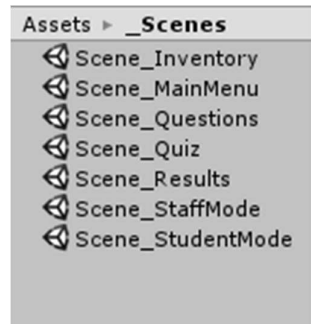 Assets ▸ _Scenes
Scene_Inventory
Scene_MainMenu
Scene_Questions
Scene_Quiz
Scene_Results
Scene_StaffMode
Scene_StudentMode